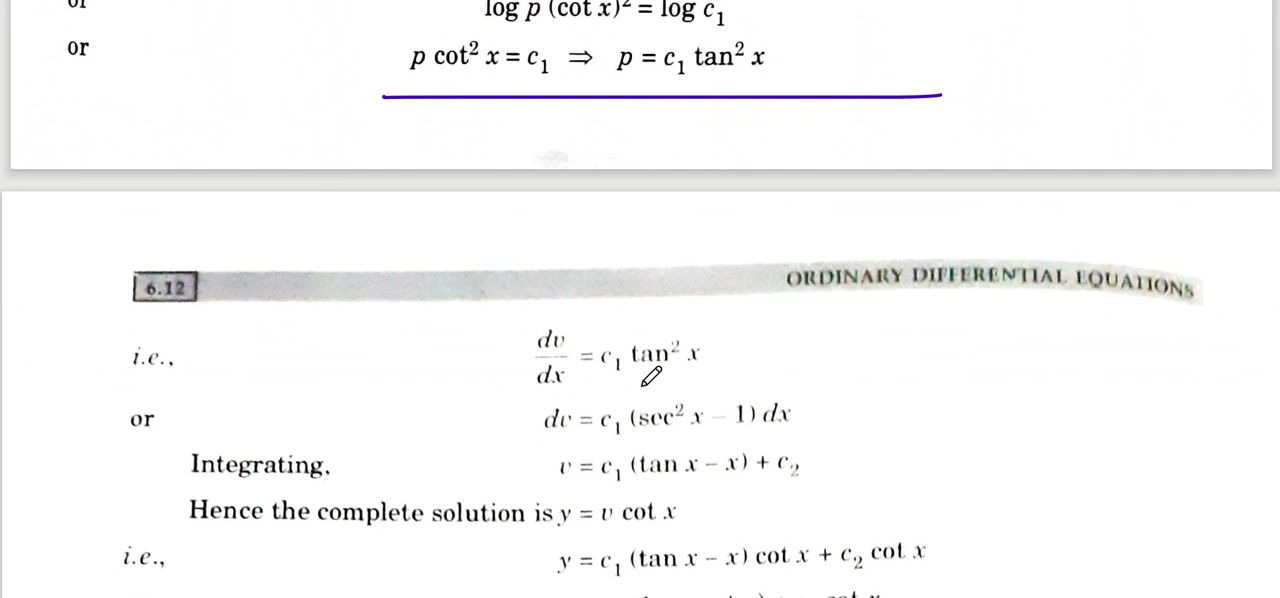 or
log p (cot x)² = log c₁
or p cot² x = c₁ ⇒ p = c₁ tan² x
6.12 ORDINARY DIFFERENTIAL EQUATIONS
i.e., dv/dx = c₁ tan² x
or dv = c₁ (sec² x – 1) dx
Integrating, v = c₁ (tan x – x) + c₂
Hence the complete solution is y = v cot x
i.e., y = c₁ (tan x – x) cot x + c₂ cot x